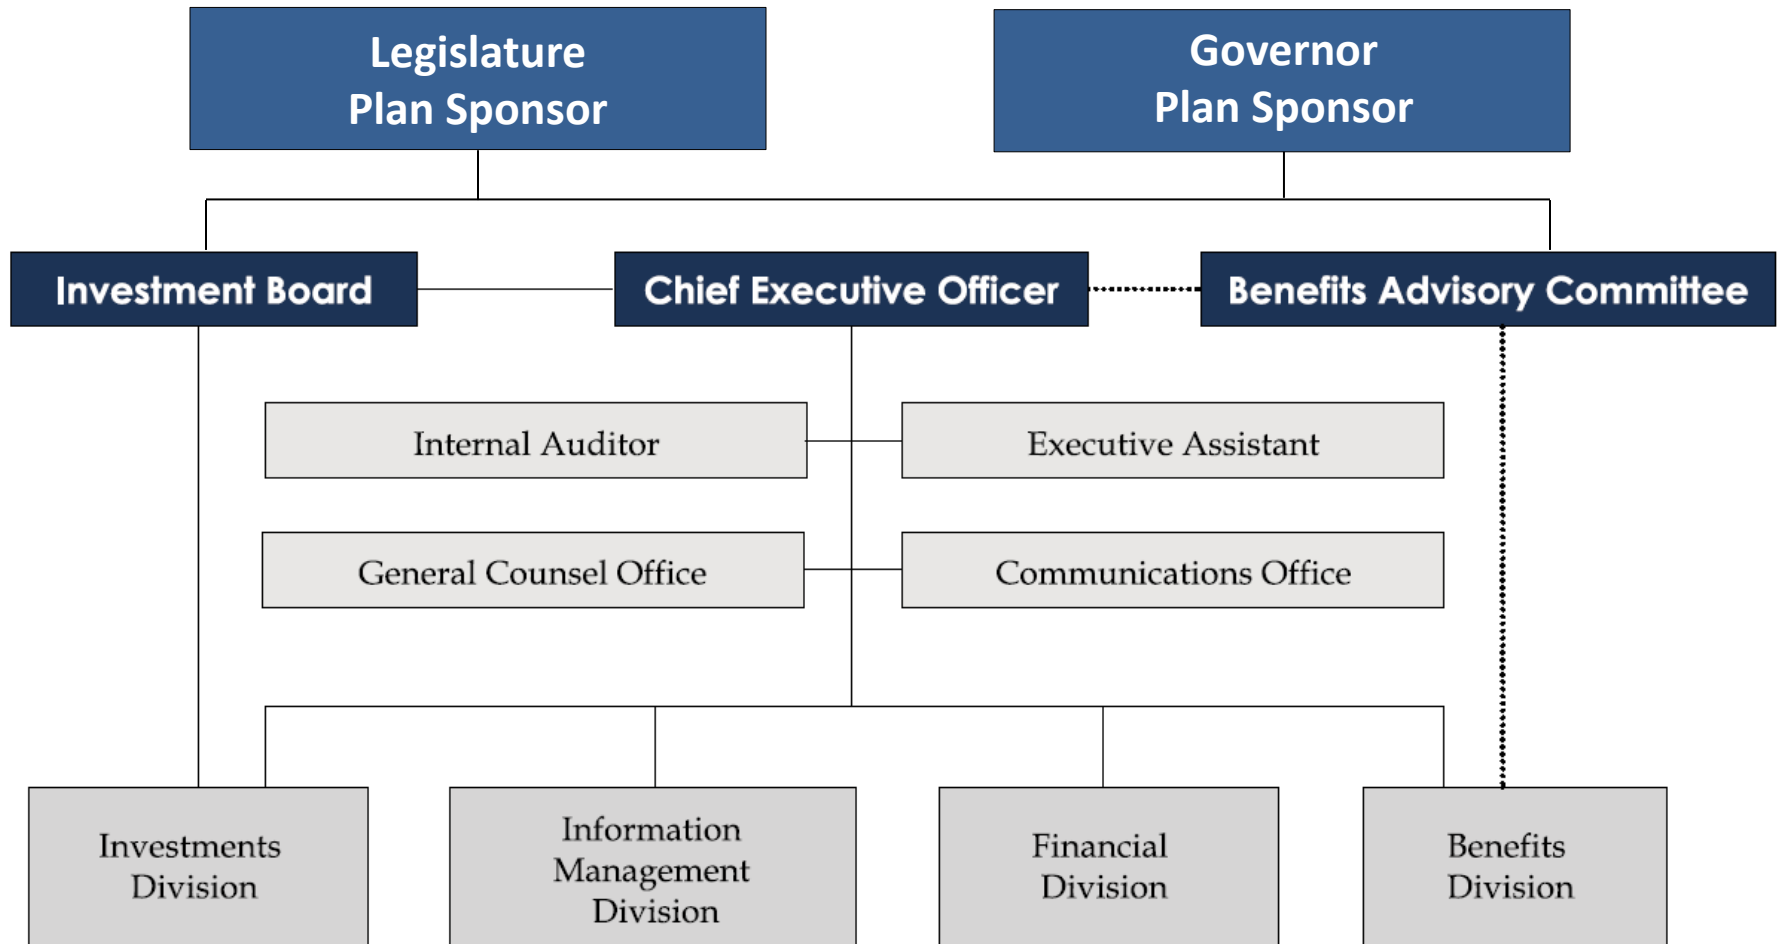 Legislature
Plan Sponsor
Governor
Plan Sponsor
Investment Board
Chief Executive Officer
Benefits Advisory Committee
Internal Auditor
Executive Assistant
General Counsel Office
Communications Office
Investments
Division
Information
Management
Division
Financial
Division
Benefits
Division